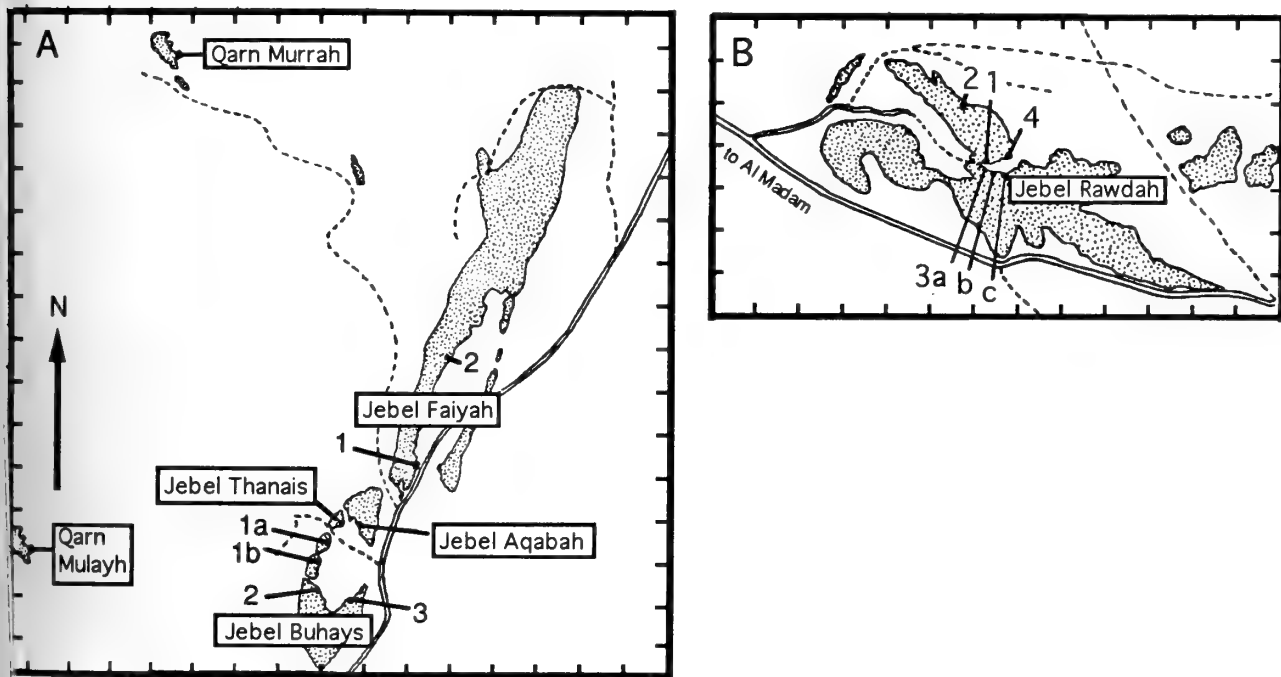 A
Qarn Murrah
N
2
Jebel Faiyah
1
Jebel Thanais
1a
Jebel Aqabah
1b
Qarn
Mulayh
2
3
Jebel Buhays
B
2
1
4
to Al Madam
Jebel Rawdah
3a
b
c